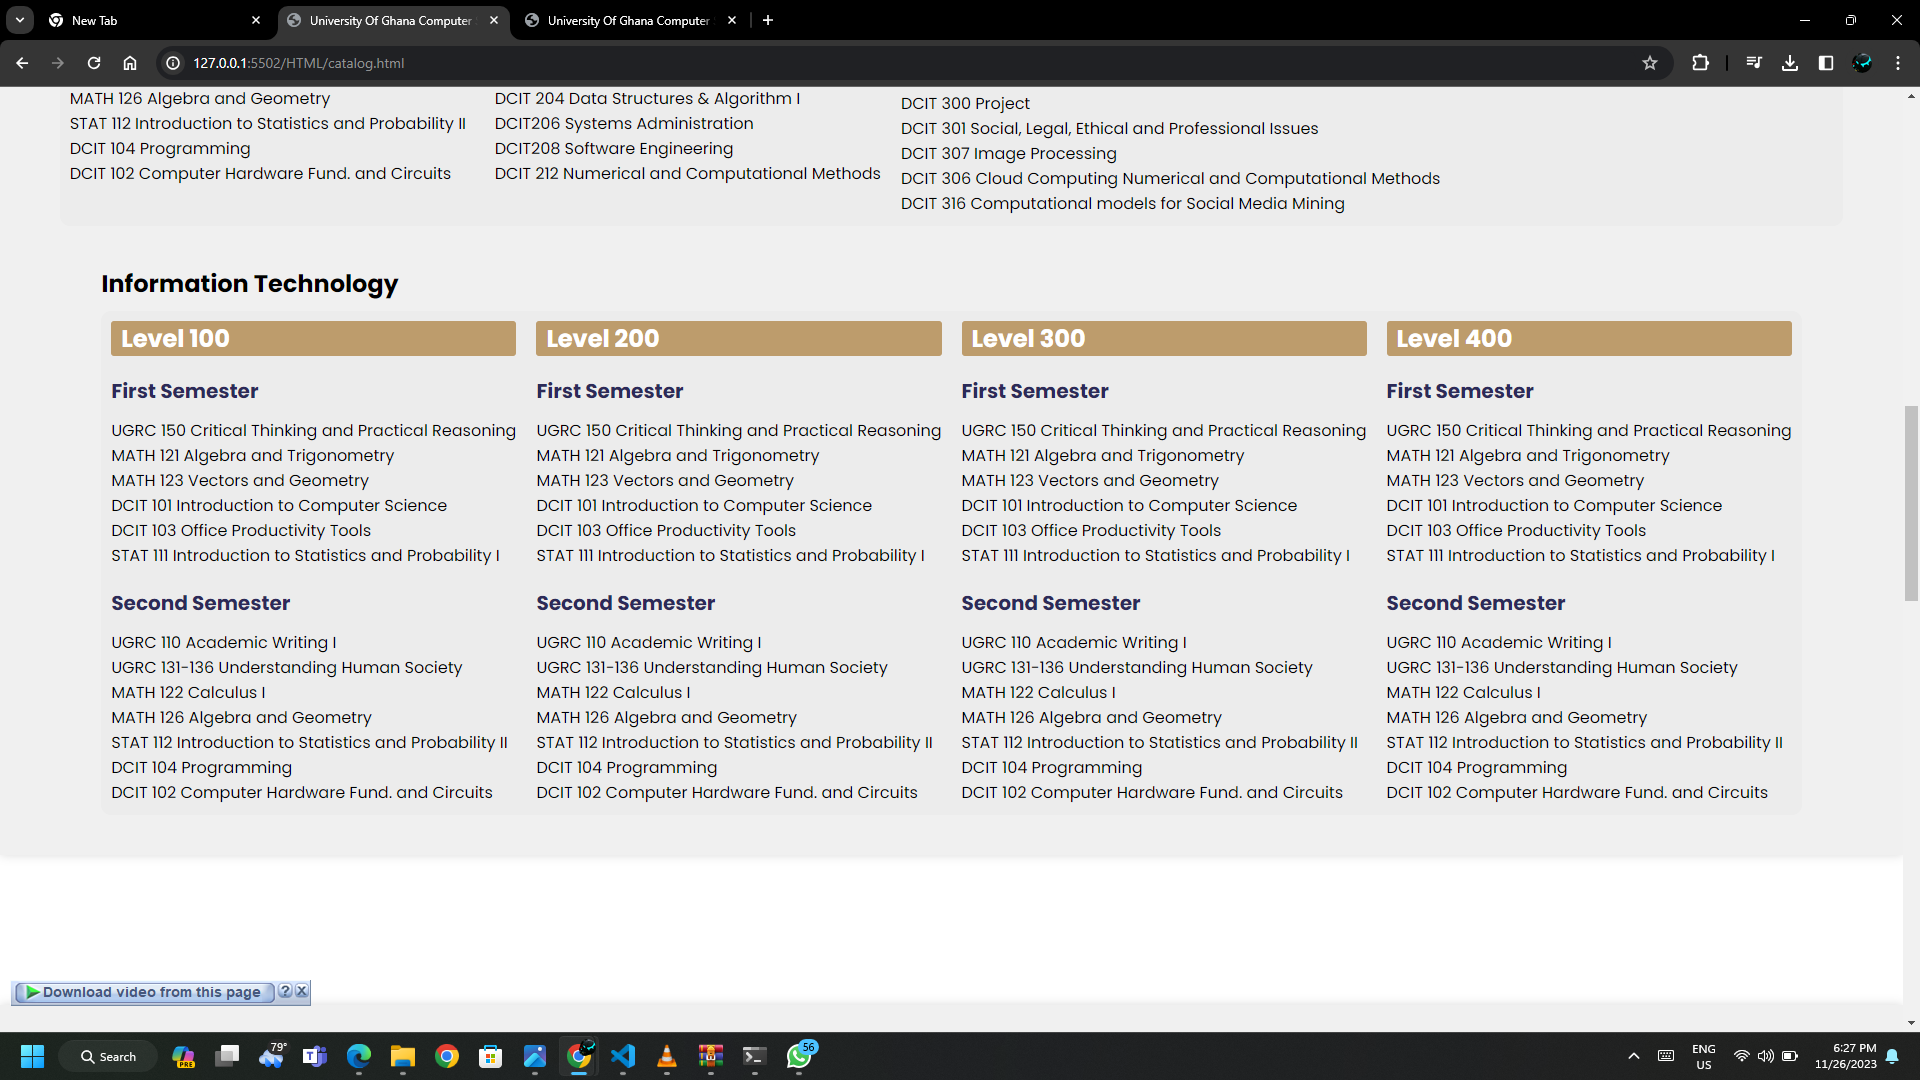 New Tab
University Of Ghana Computer
University Of Ghana Computer
127.0.0.1:5502/HTML/catalog.html
MATH 126 Algebra and Geometry
STAT 112 Introduction to Statistics and Probability II
DCIT 104 Programming
DCIT 102 Computer Hardware Fund. and Circuits
DCIT 204 Data Structures & Algorithm I
DCIT206 Systems Administration
DCIT208 Software Engineering
DCIT 212 Numerical and Computational Methods
DCIT 300 Project
DCIT 301 Social, Legal, Ethical and Professional Issues
DCIT 307 Image Processing
DCIT 306 Cloud Computing Numerical and Computational Methods
DCIT 316 Computational models for Social Media Mining
Information Technology
Level 100
First Semester
UGRC 150 Critical Thinking and Practical Reasoning
MATH 121 Algebra and Trigonometry
MATH 123 Vectors and Geometry
DCIT 101 Introduction to Computer Science
DCIT 103 Office Productivity Tools
STAT 111 Introduction to Statistics and Probability I
Second Semester
UGRC 110 Academic Writing I
UGRC 131-136 Understanding Human Society
MATH 122 Calculus I
MATH 126 Algebra and Geometry
STAT 112 Introduction to Statistics and Probability II
DCIT 104 Programming
DCIT 102 Computer Hardware Fund. and Circuits
Level 200
First Semester
UGRC 150 Critical Thinking and Practical Reasoning
MATH 121 Algebra and Trigonometry
MATH 123 Vectors and Geometry
DCIT 101 Introduction to Computer Science
DCIT 103 Office Productivity Tools
STAT 111 Introduction to Statistics and Probability I
Second Semester
UGRC 110 Academic Writing I
UGRC 131-136 Understanding Human Society
MATH 122 Calculus I
MATH 126 Algebra and Geometry
STAT 112 Introduction to Statistics and Probability II
DCIT 104 Programming
DCIT 102 Computer Hardware Fund. and Circuits
Level 300
First Semester
UGRC 150 Critical Thinking and Practical Reasoning
MATH 121 Algebra and Trigonometry
MATH 123 Vectors and Geometry
DCIT 101 Introduction to Computer Science
DCIT 103 Office Productivity Tools
STAT 111 Introduction to Statistics and Probability I
Second Semester
UGRC 110 Academic Writing I
UGRC 131-136 Understanding Human Society
MATH 122 Calculus I
MATH 126 Algebra and Geometry
STAT 112 Introduction to Statistics and Probability II
DCIT 104 Programming
DCIT 102 Computer Hardware Fund. and Circuits
Level 400
First Semester
UGRC 150 Critical Thinking and Practical Reasoning
MATH 121 Algebra and Trigonometry
MATH 123 Vectors and Geometry
DCIT 101 Introduction to Computer Science
DCIT 103 Office Productivity Tools
STAT 111 Introduction to Statistics and Probability I
Second Semester
UGRC 110 Academic Writing I
UGRC 131-136 Understanding Human Society
MATH 122 Calculus I
MATH 126 Algebra and Geometry
STAT 112 Introduction to Statistics and Probability II
DCIT 104 Programming
DCIT 102 Computer Hardware Fund. and Circuits
Download video from this page ?
Search
PRE
79°
56
ENG
US
6:27 PM
11/26/2023